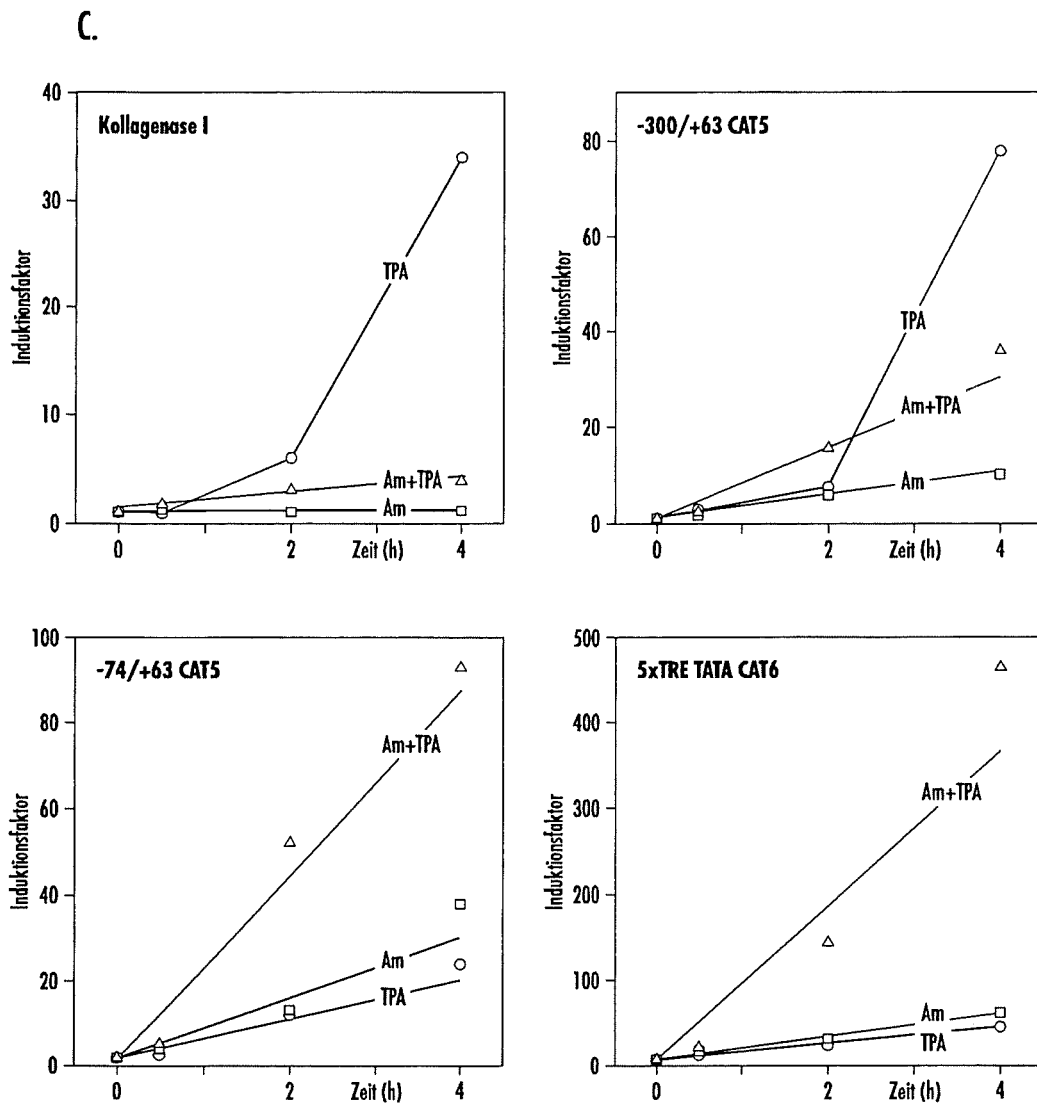 C.
Kollagenase I
40
30
20
10
0
Induktionsfaktor
TPA
Am+TPA
Am
0
2
Zeit (h)
4
-300/+63 CAT5
80
60
40
20
0
Induktionsfaktor
TPA
Am+TPA
Am
0
2
Zeit (h)
4
-74/+63 CAT5
100
80
60
40
20
0
Induktionsfaktor
Am+TPA
Am
TPA
0
2
Zeit (h)
4
5xTRE TATA CAT6
500
400
300
200
100
0
Induktionsfaktor
Am+TPA
Am
TPA
0
2
Zeit (h)
4